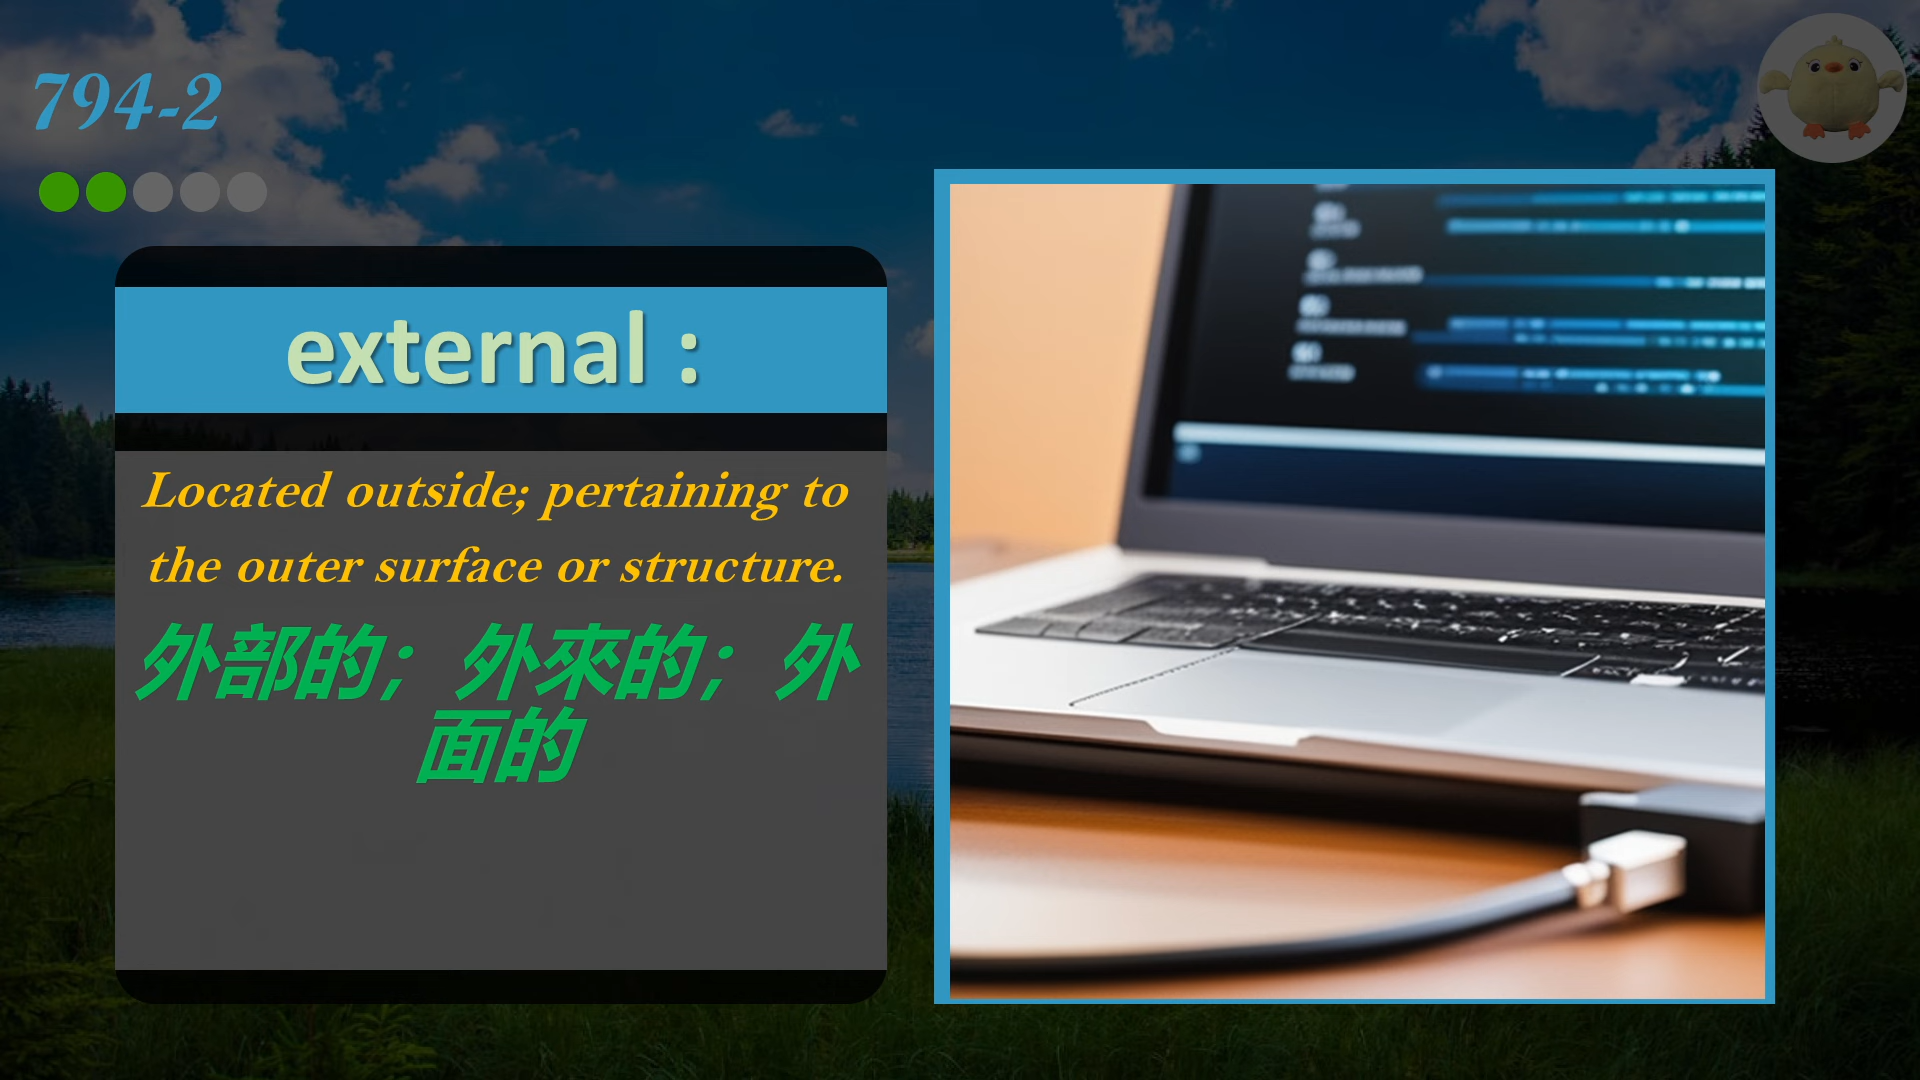 794-2
external :
Located outside; pertaining to
the outer surface or structure.
外部的；外來的；外
面的